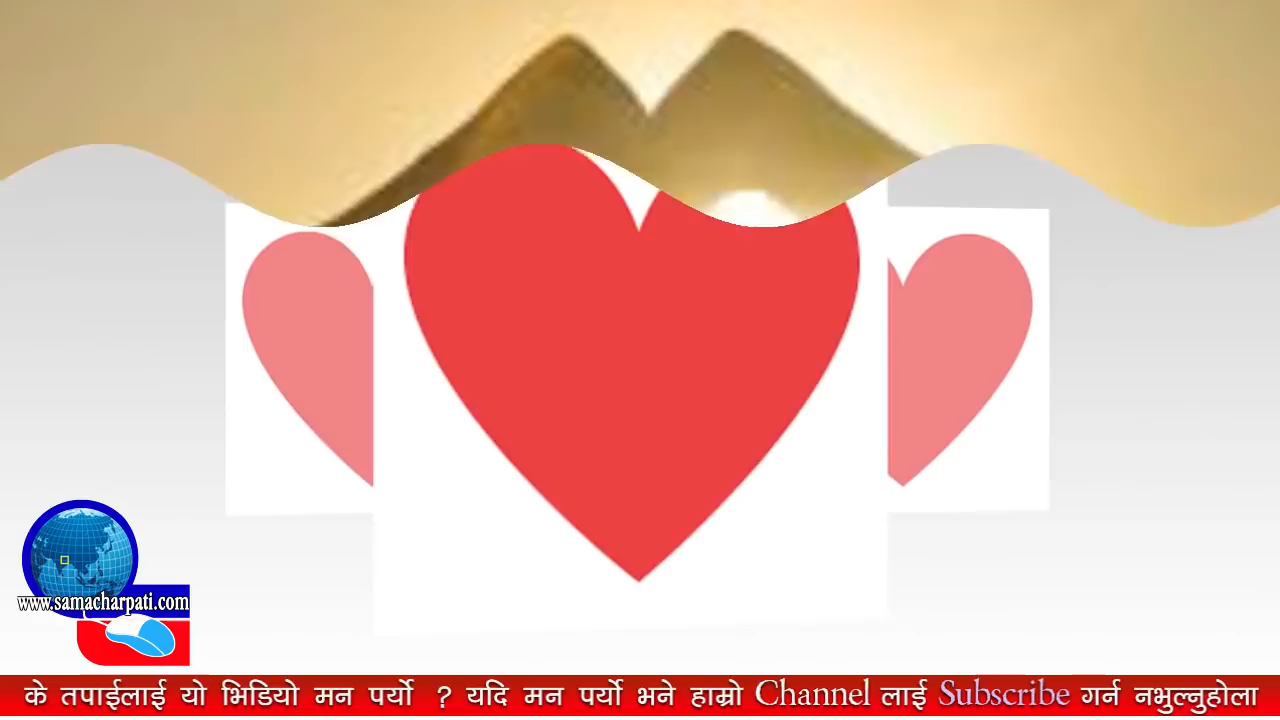 www.samacharpati.com
के तपाईलाई यो भिडियो मन पर्यो ? यदि मन पर्यो भने हाम्रो Channel लाई Subscribe गर्न नभुल्नुहोला